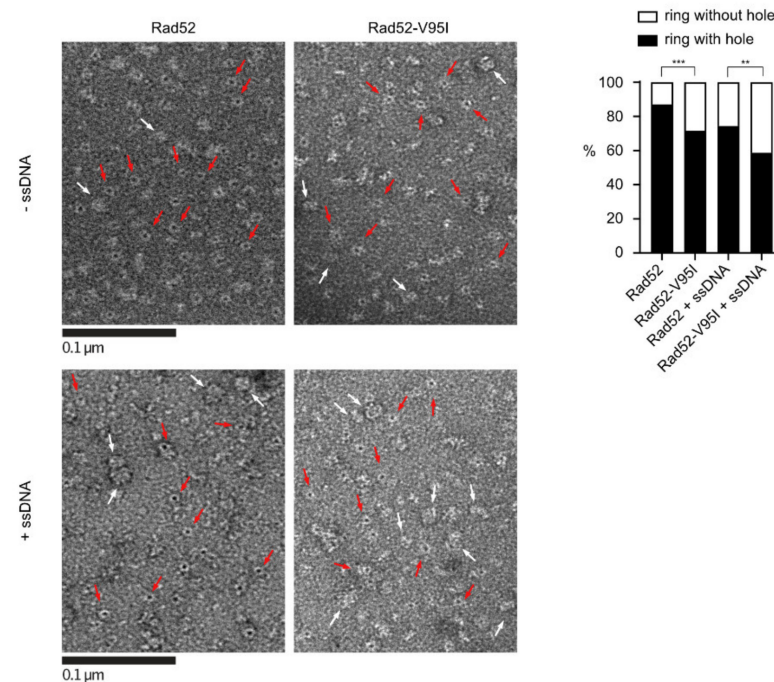 Rad52
Rad52-V95I
- ssDNA
0.1 µm
+ ssDNA
0.1 µm
ring without hole
ring with hole
***
**
100
80
60
40
20
0
%
Rad52
Rad52-V95I
Rad52 + ssDNA
Rad52-V95I + ssDNA